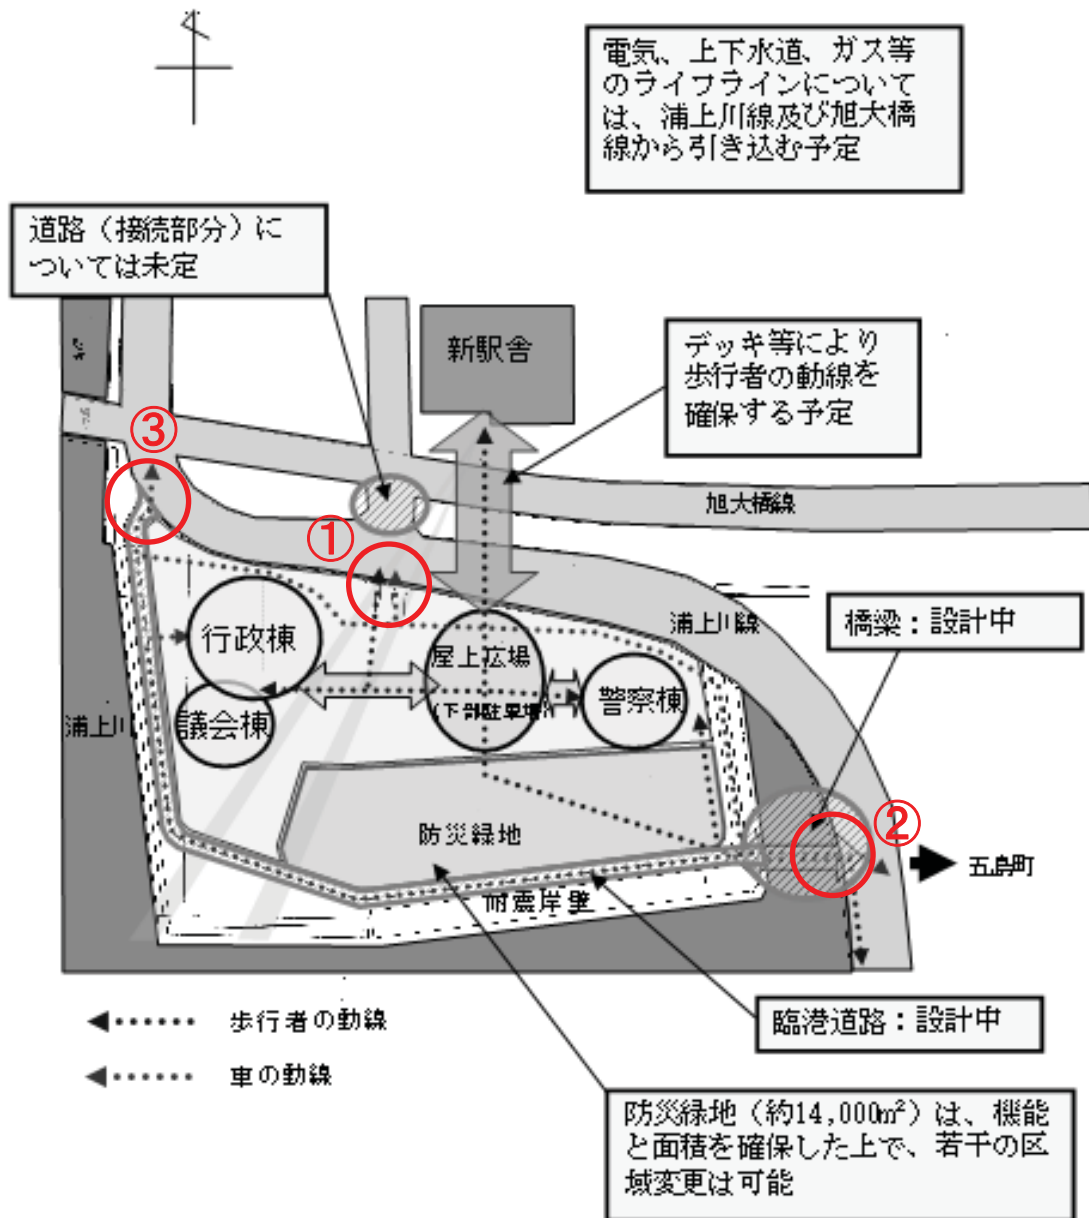 電気、上下水道、ガス等
のライフラインについて
は、浦上川線及び旭大橋
線から引き込む予定
道路（接続部分）に
ついては未定
新駅舎
デッキ等により
歩行者の動線を
確保する予定
③
旭大橋線
①
浦上川線
橋梁：設計中
行政棟
屋上広場
（下部駐車場）
警察棟
議会棟
浦上川
②
防災緑地
五島町
耐震岸壁
臨港道路：設計中
歩行者の動線
車の動線
防災緑地（約14,000m²）は、機能
と面積を確保した上で、若干の区
域変更は可能